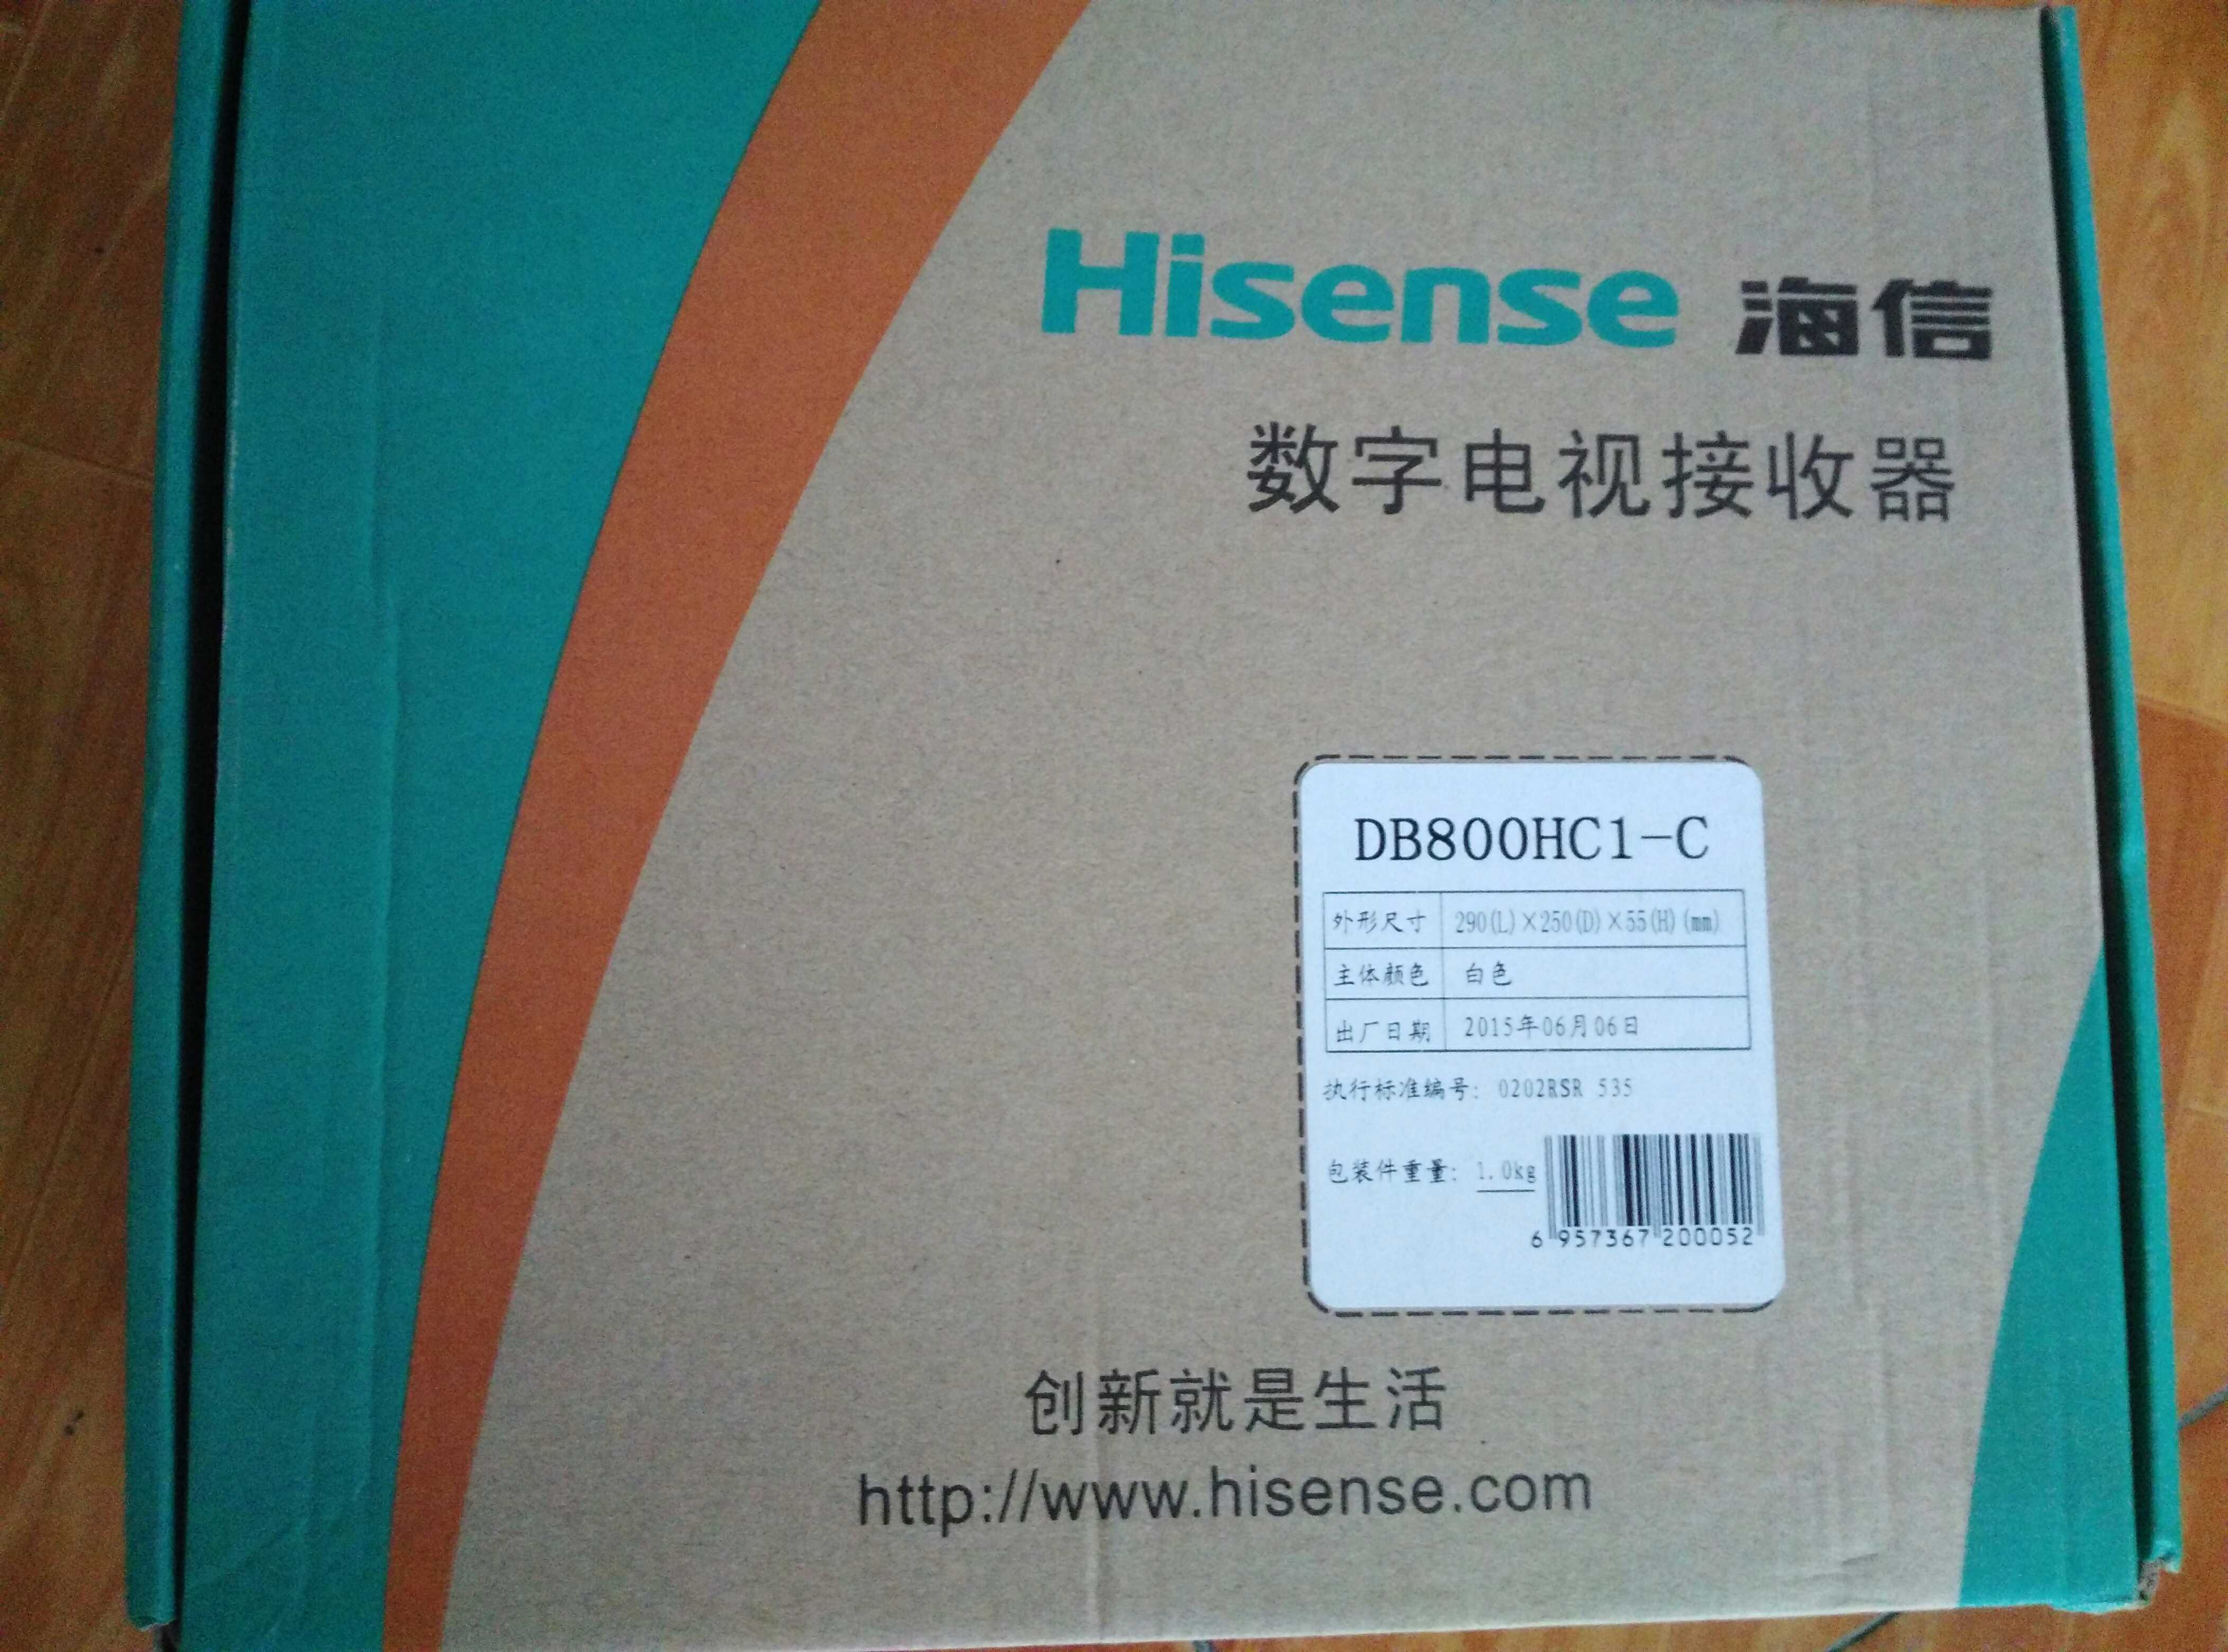 Hisense 海信
数字电视接收器
DB800HC1-C
外形尺寸 290(L)×250(D)×55(H)(mm)
主体颜色 白色
出厂日期 2015年06月06日
执行标准编号: 0202RSR 535
包装件重量: 1.0kg
6 957367 200052
创新就是生活
http://www.hisense.com